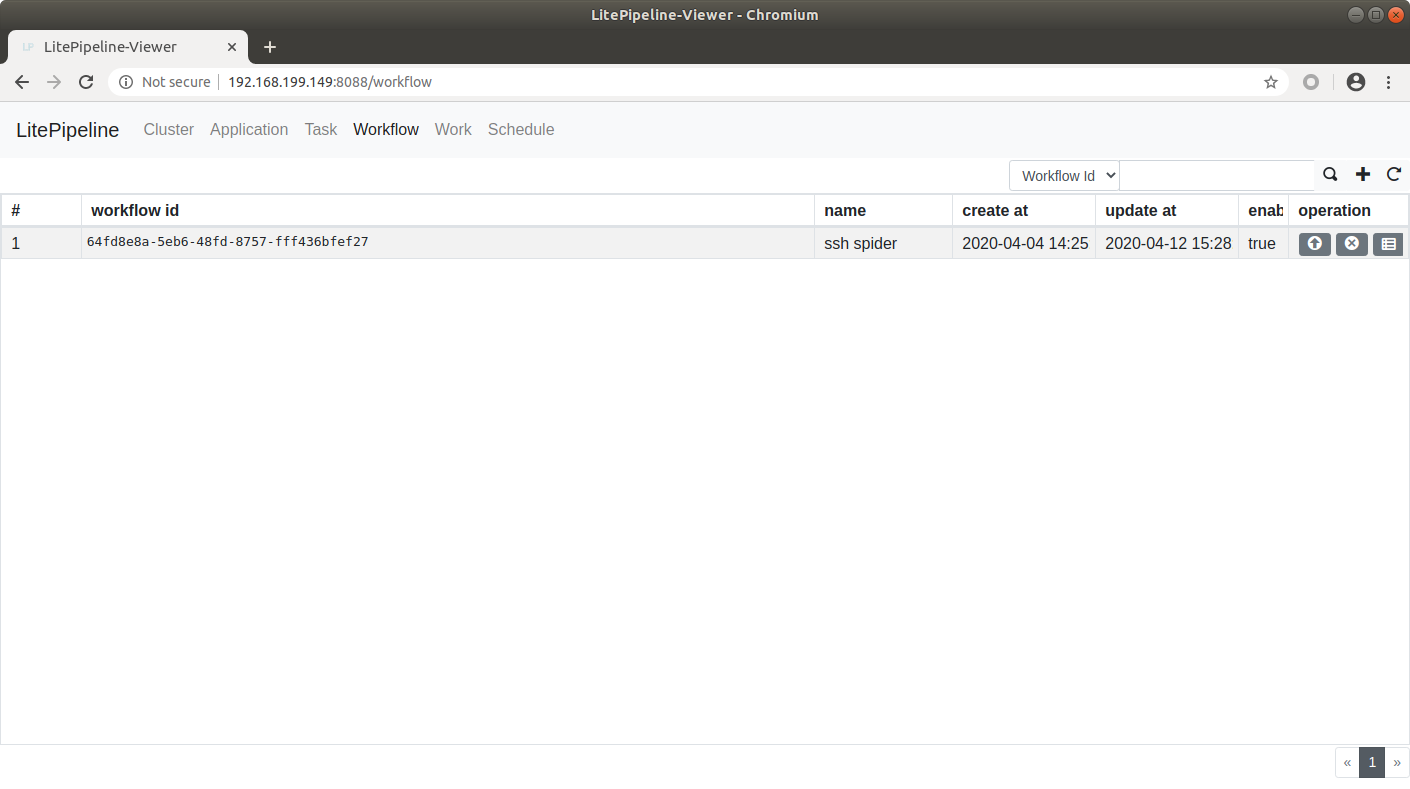 LitePipeline-Viewer - Chromium
LP LitePipeline-Viewer
Not secure 192.168.199.149:8088/workflow
LitePipeline Cluster Application Task Workflow Work Schedule
Workflow Id
# workflow id name create at update at enab operation
1 64fd8e8a-5eb6-48fd-8757-fff436bfef27 ssh spider 2020-04-04 14:25 2020-04-12 15:28 true
« 1 »